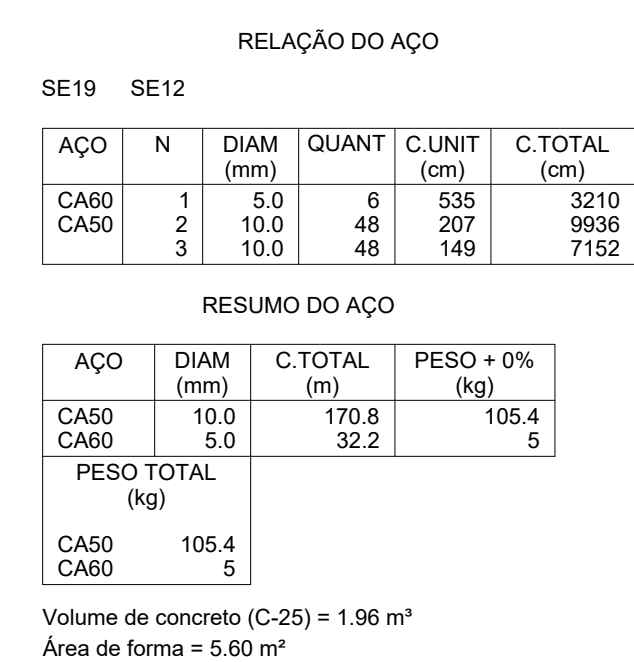 RELAÇÃO DO AÇO
SE19 SE12
AÇO N DIAM QUANT C.UNIT C.TOTAL
(mm) (cm) (cm)
CA60 1 5.0 6 535 3210
CA50 2 10.0 48 207 9936
3 10.0 48 149 7152
RESUMO DO AÇO
AÇO DIAM C.TOTAL PESO + 0%
(mm) (m) (kg)
CA50 10.0 170.8 105.4
CA60 5.0 32.2 5
PESO TOTAL
(kg)
CA50 105.4
CA60 5
Volume de concreto (C-25) = 1.96 m³
Área de forma = 5.60 m²